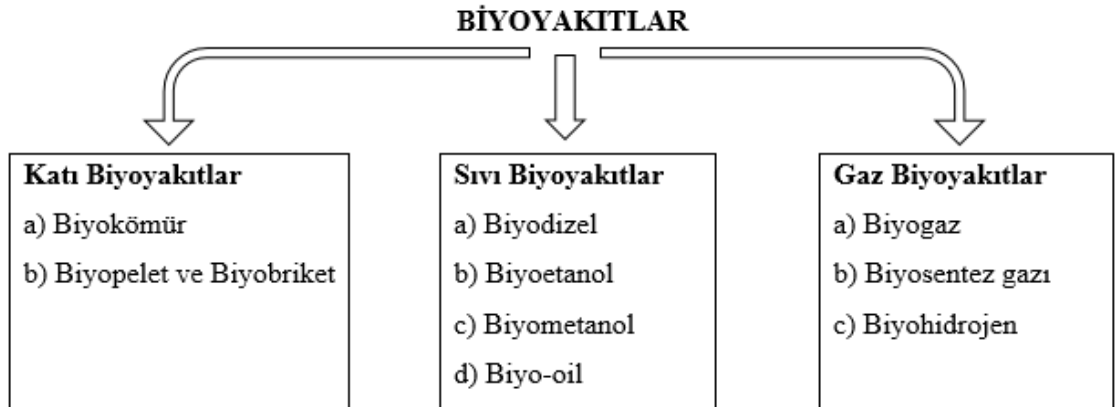 BİYOYAKITLAR
Katı Biyoyakıtlar
a) Biyokömür
b) Biyopelet ve Biyobriket
Sıvı Biyoyakıtlar
a) Biyodizel
b) Biyoetanol
c) Biyometanol
d) Biyo-oil
Gaz Biyoyakıtlar
a) Biyogaz
b) Biyosentez gazı
c) Biyohidrojen